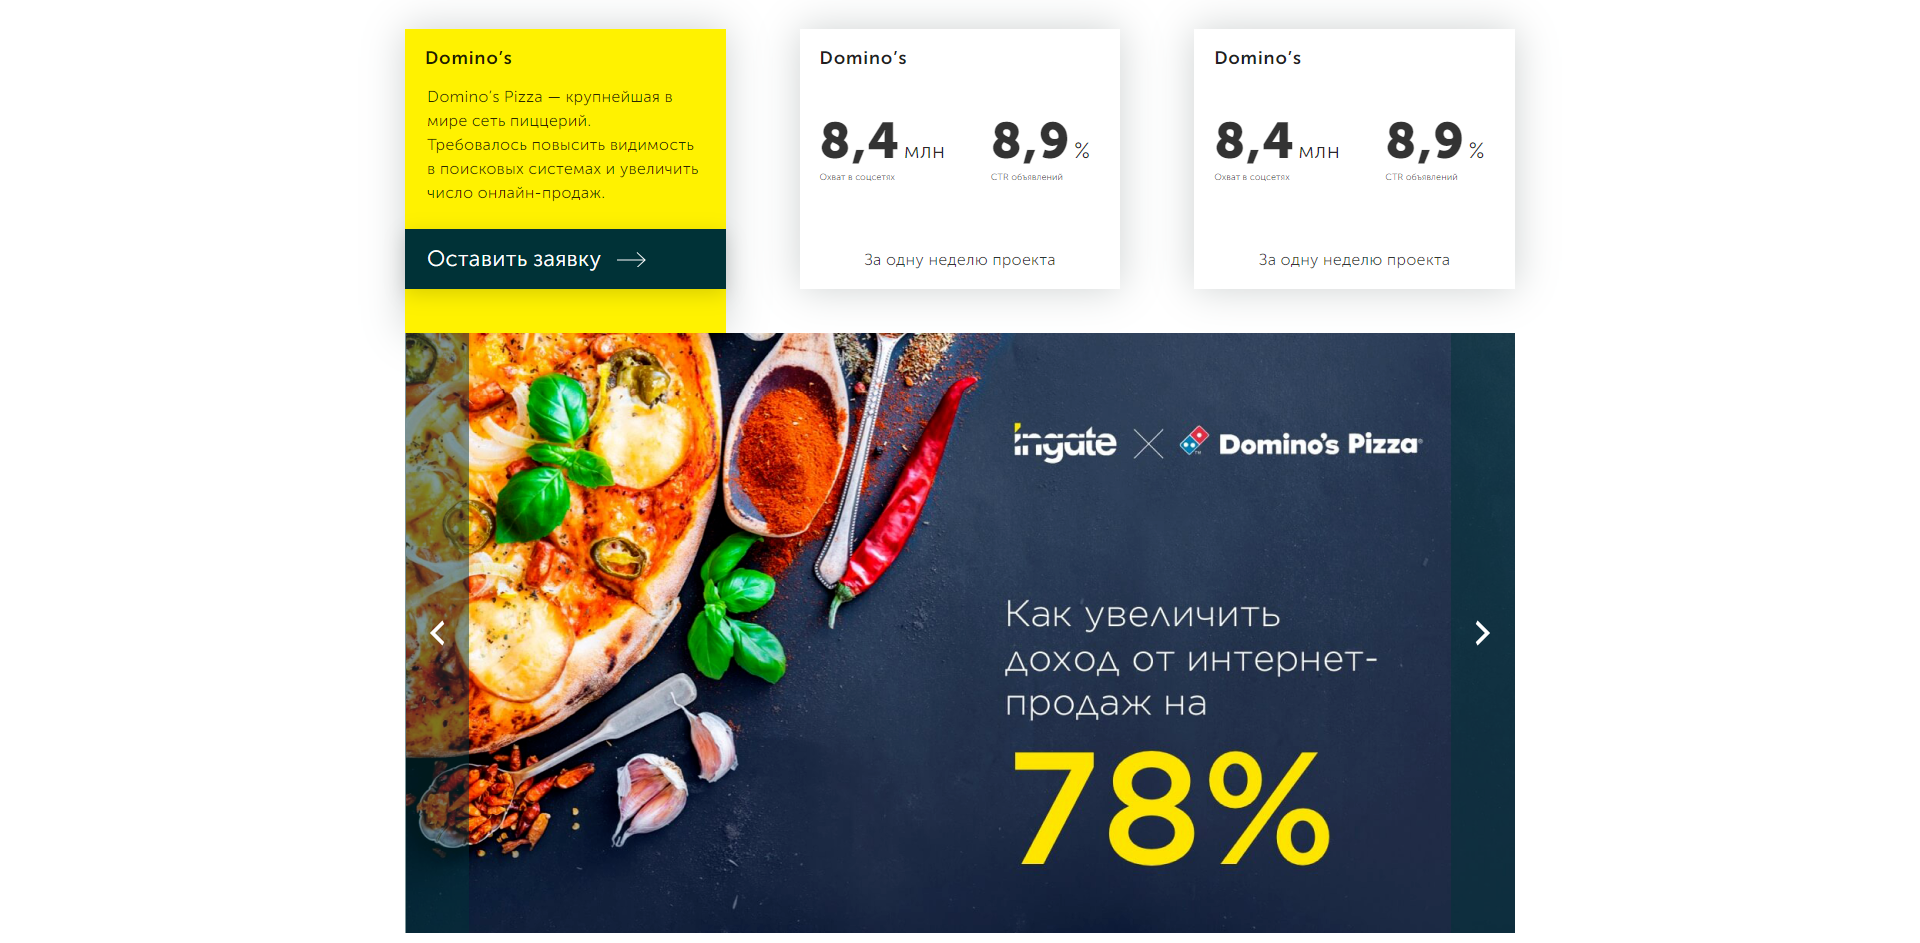 Domino’s
Domino’s Pizza — крупнейшая в
мире сеть пиццерий.
Требовалось повысить видимость
в поисковых системах и увеличить
число онлайн-продаж.
Оставить заявку
Domino’s
8,4 млн
Охват в соцсетях
8,9 %
CTR объявлений
За одну неделю проекта
Domino’s
8,4 млн
Охват в соцсетях
8,9 %
CTR объявлений
За одну неделю проекта
ingate Domino's Pizza®
Как увеличить
доход от интернет-
продаж на
78%